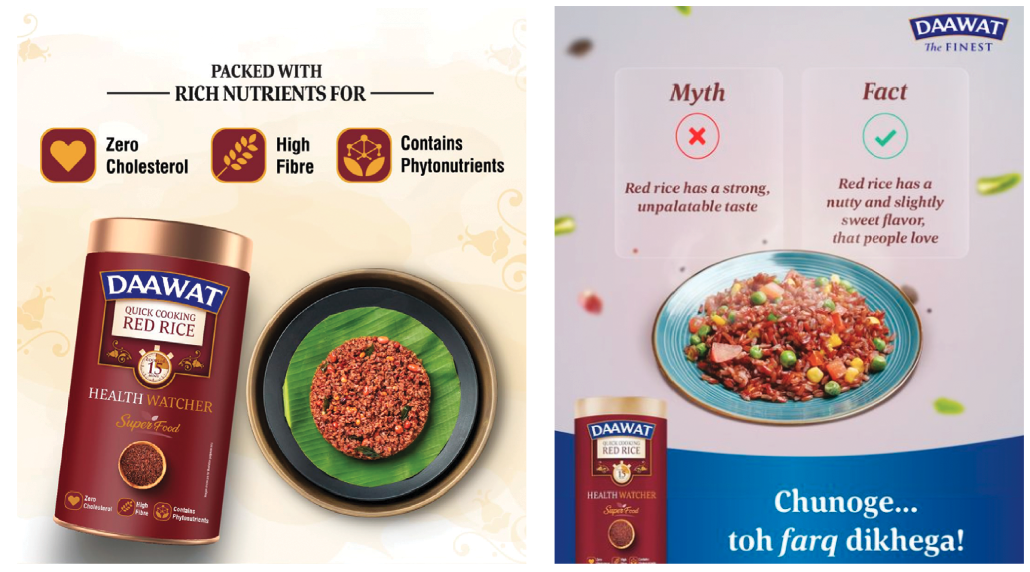 PACKED WITH
RICH NUTRIENTS FOR
Zero
Cholesterol
High
Fibre
Contains
Phytonutrients
DAAWAT
QUICK COOKING
RED RICE
15
HEALTH WATCHER
Super Food
Zero
Cholesterol
High
Fibre
Contains
Phytonutrients
DAAWAT
The FINEST
Myth
Red rice has a strong,
unpalatable taste
Fact
Red rice has a
nutty and slightly
sweet flavor,
that people love
DAAWAT
QUICK COOKING
RED RICE
15
HEALTH WATCHER
Super Food
Chunoge...
toh farq dikhega!